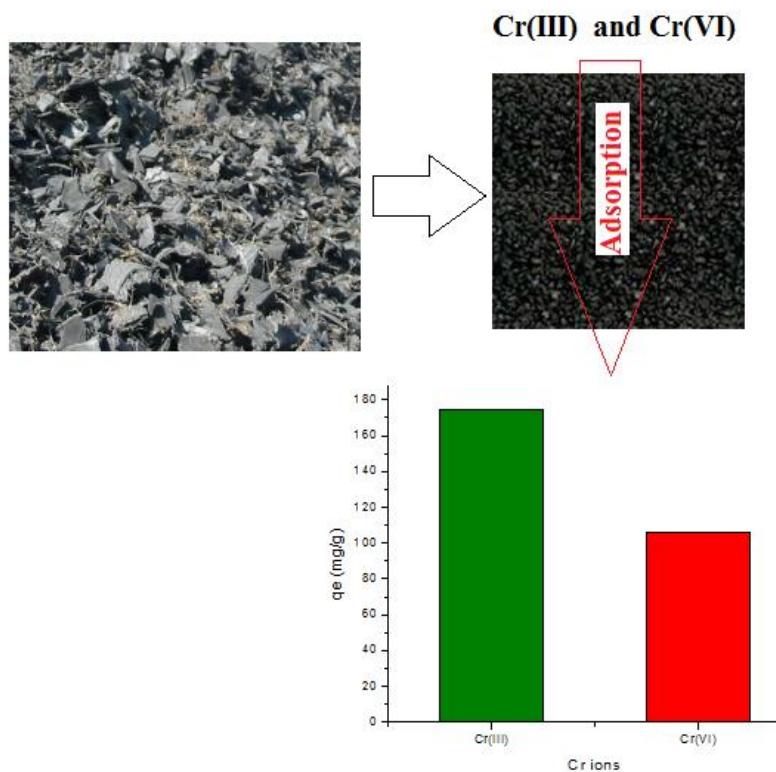 Cr(III) and Cr(VI)
Adsorption
180
160
140
120
100
80
60
40
20
0
qe (mg/g)
Cr(III)
Cr(VI)
Cr ions